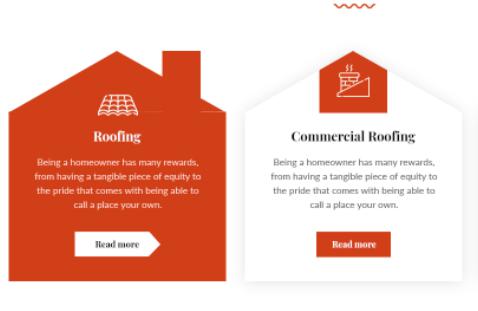 Roofing
Being a homeowner has many rewards,
from having a tangible piece of equity to
the pride that comes with being able to
call a place your own.
Read more
Commercial Roofing
Being a homeowner has many rewards,
from having a tangible piece of equity to
the pride that comes with being able to
call a place your own.
Read more